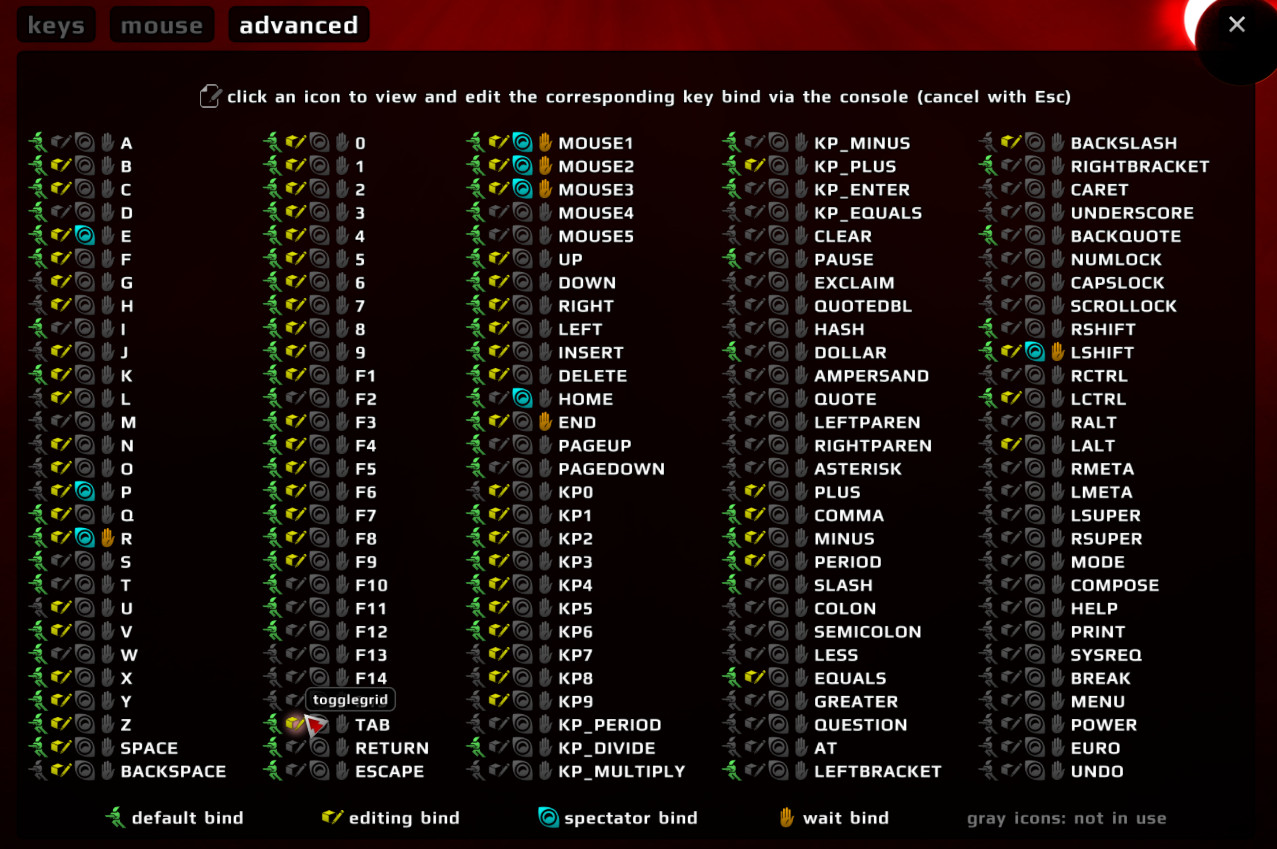 keys mouse advanced
click an icon to view and edit the corresponding key bind via the console (cancel with Esc)
A 0 MOUSE1 KP_MINUS BACKSLASH
B 1 MOUSE2 KP_PLUS RIGHTBRACKET
C 2 MOUSE3 KP_ENTER CARET
D 3 MOUSE4 KP_EQUALS UNDERSCORE
E 4 MOUSE5 CLEAR BACKQUOTE
F 5 UP PAUSE NUMLOCK
G 6 DOWN EXCLAIM CAPSLOCK
H 7 RIGHT QUOTEDBL SCROLLOCK
I 8 LEFT HASH RSHIFT
J 9 INSERT DOLLAR LSHIFT
K F1 DELETE AMPERSAND RCTRL
L F2 HOME QUOTE LCTRL
M F3 END LEFTPAREN RALT
N F4 PAGEUP RIGHTPAREN LALT
O F5 PAGEDOWN ASTERISK RMETA
P F6 KP0 PLUS LMETA
Q F7 KP1 COMMA LSUPER
R F8 KP2 MINUS RSUPER
S F9 KP3 PERIOD MODE
T F10 KP4 SLASH COMPOSE
U F11 KP5 COLON HELP
V F12 KP6 SEMICOLON PRINT
W F13 KP7 LESS SYSREQ
X F14 KP8 EQUALS BREAK
Y togglegrid KP9 GREATER MENU
Z TAB KP_PERIOD QUESTION POWER
SPACE RETURN KP_DIVIDE AT EURO
BACKSPACE ESCAPE KP_MULTIPLY LEFTBRACKET UNDO
default bind editing bind spectator bind wait bind gray icons: not in use